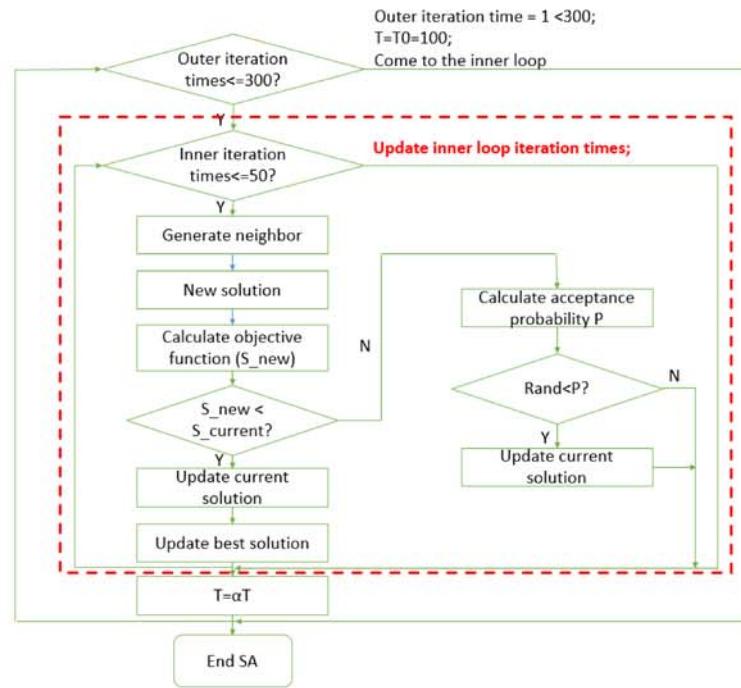 Outer iteration time = 1 <300;
T=T0=100;
Come to the inner loop
Outer iteration
times<=300?
Y
Inner iteration
times<=50?
Update inner loop iteration times;
Y
Generate neighbor
New solution
Calculate objective
function (S_new)
N
Calculate acceptance
probability P
S_new <
S_current?
Rand<P?
N
Y
Y
Update current
solution
Update current
solution
Update best solution
T=αT
End SA